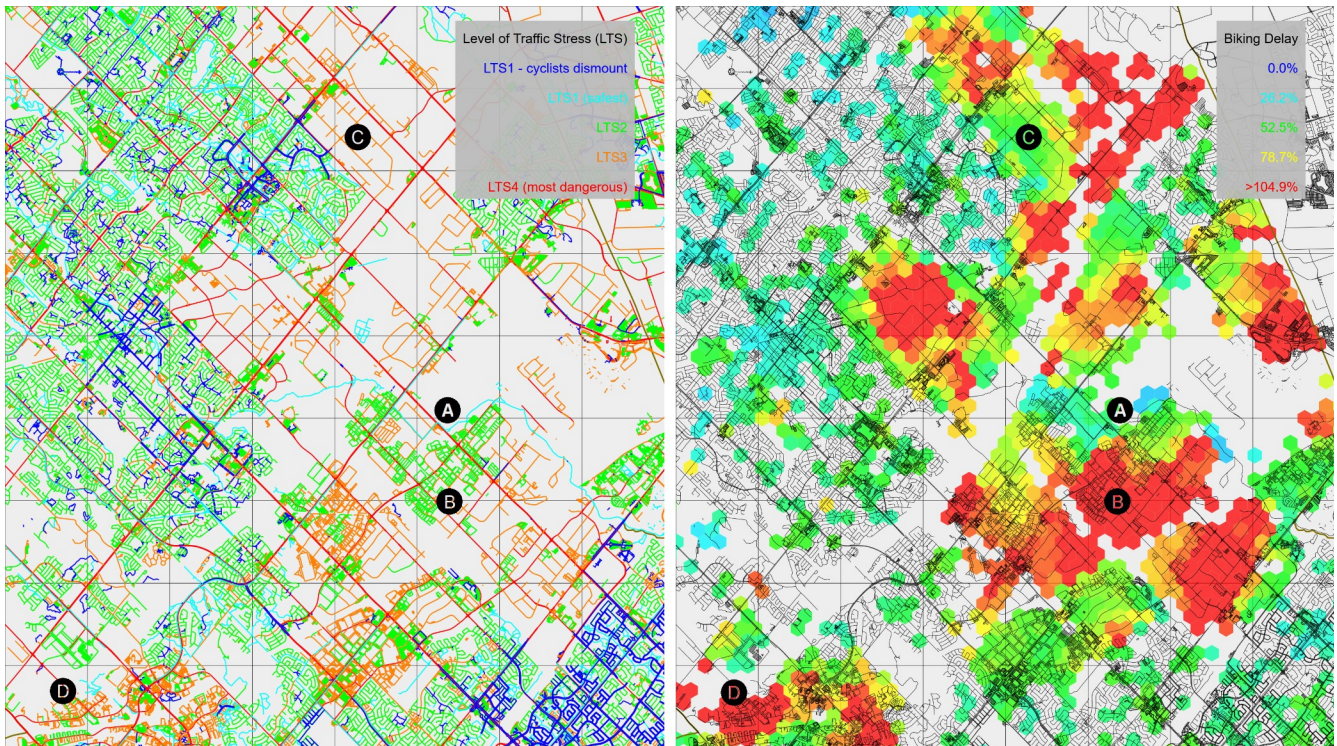 Level of Traffic Stress (LTS)
LTS1 - cyclists dismount
LTS1 (safest)
LTS2
LTS3
LTS4 (most dangerous)
C
A
B
D
Biking Delay
0.0%
26.2%
52.5%
78.7%
>104.9%
C
A
B
D